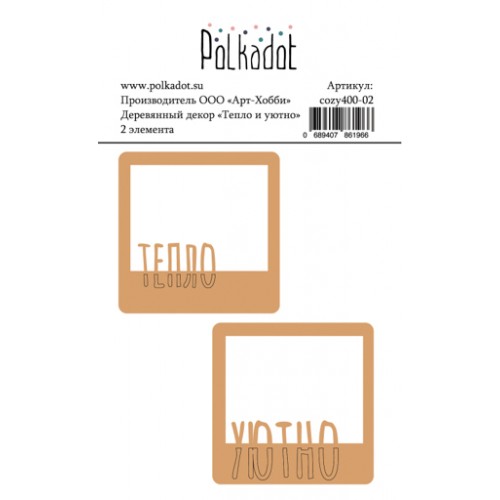 Polkadot
www.polkadot.su
Производитель ООО «Арт-Хобби»
Деревянный декор «Тепло и уютно»
2 элемента
Артикул:
cozy400-02
0 689407 861966
ТЕПЛО
УЮТНО